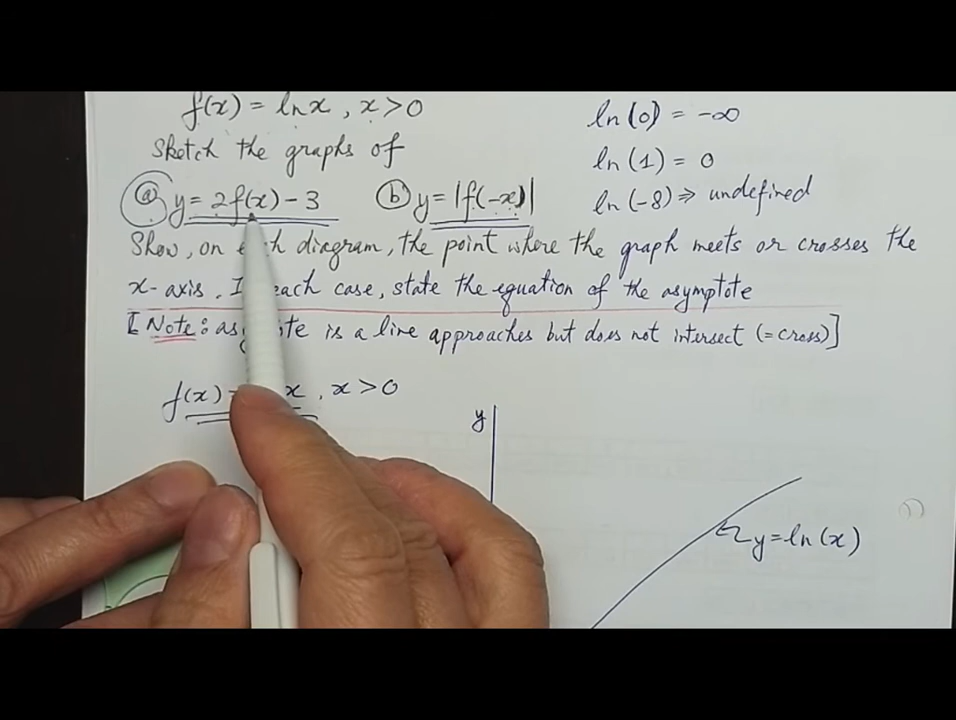 f(x) = ln x, x > 0
Sketch the graphs of
(a) y = 2f(x) - 3 (b) y = |f(-x)|
ln(0) = -∞
ln(1) = 0
ln(-8) ⇒ undefined
Show, on diagram, the point where the graph meets or crosses the
x-axis. each case, state the equation of the asymptote
[Note: is a line approaches but does not intersect (= cross)]
f(x) x, x > 0
y
y = ln(x)